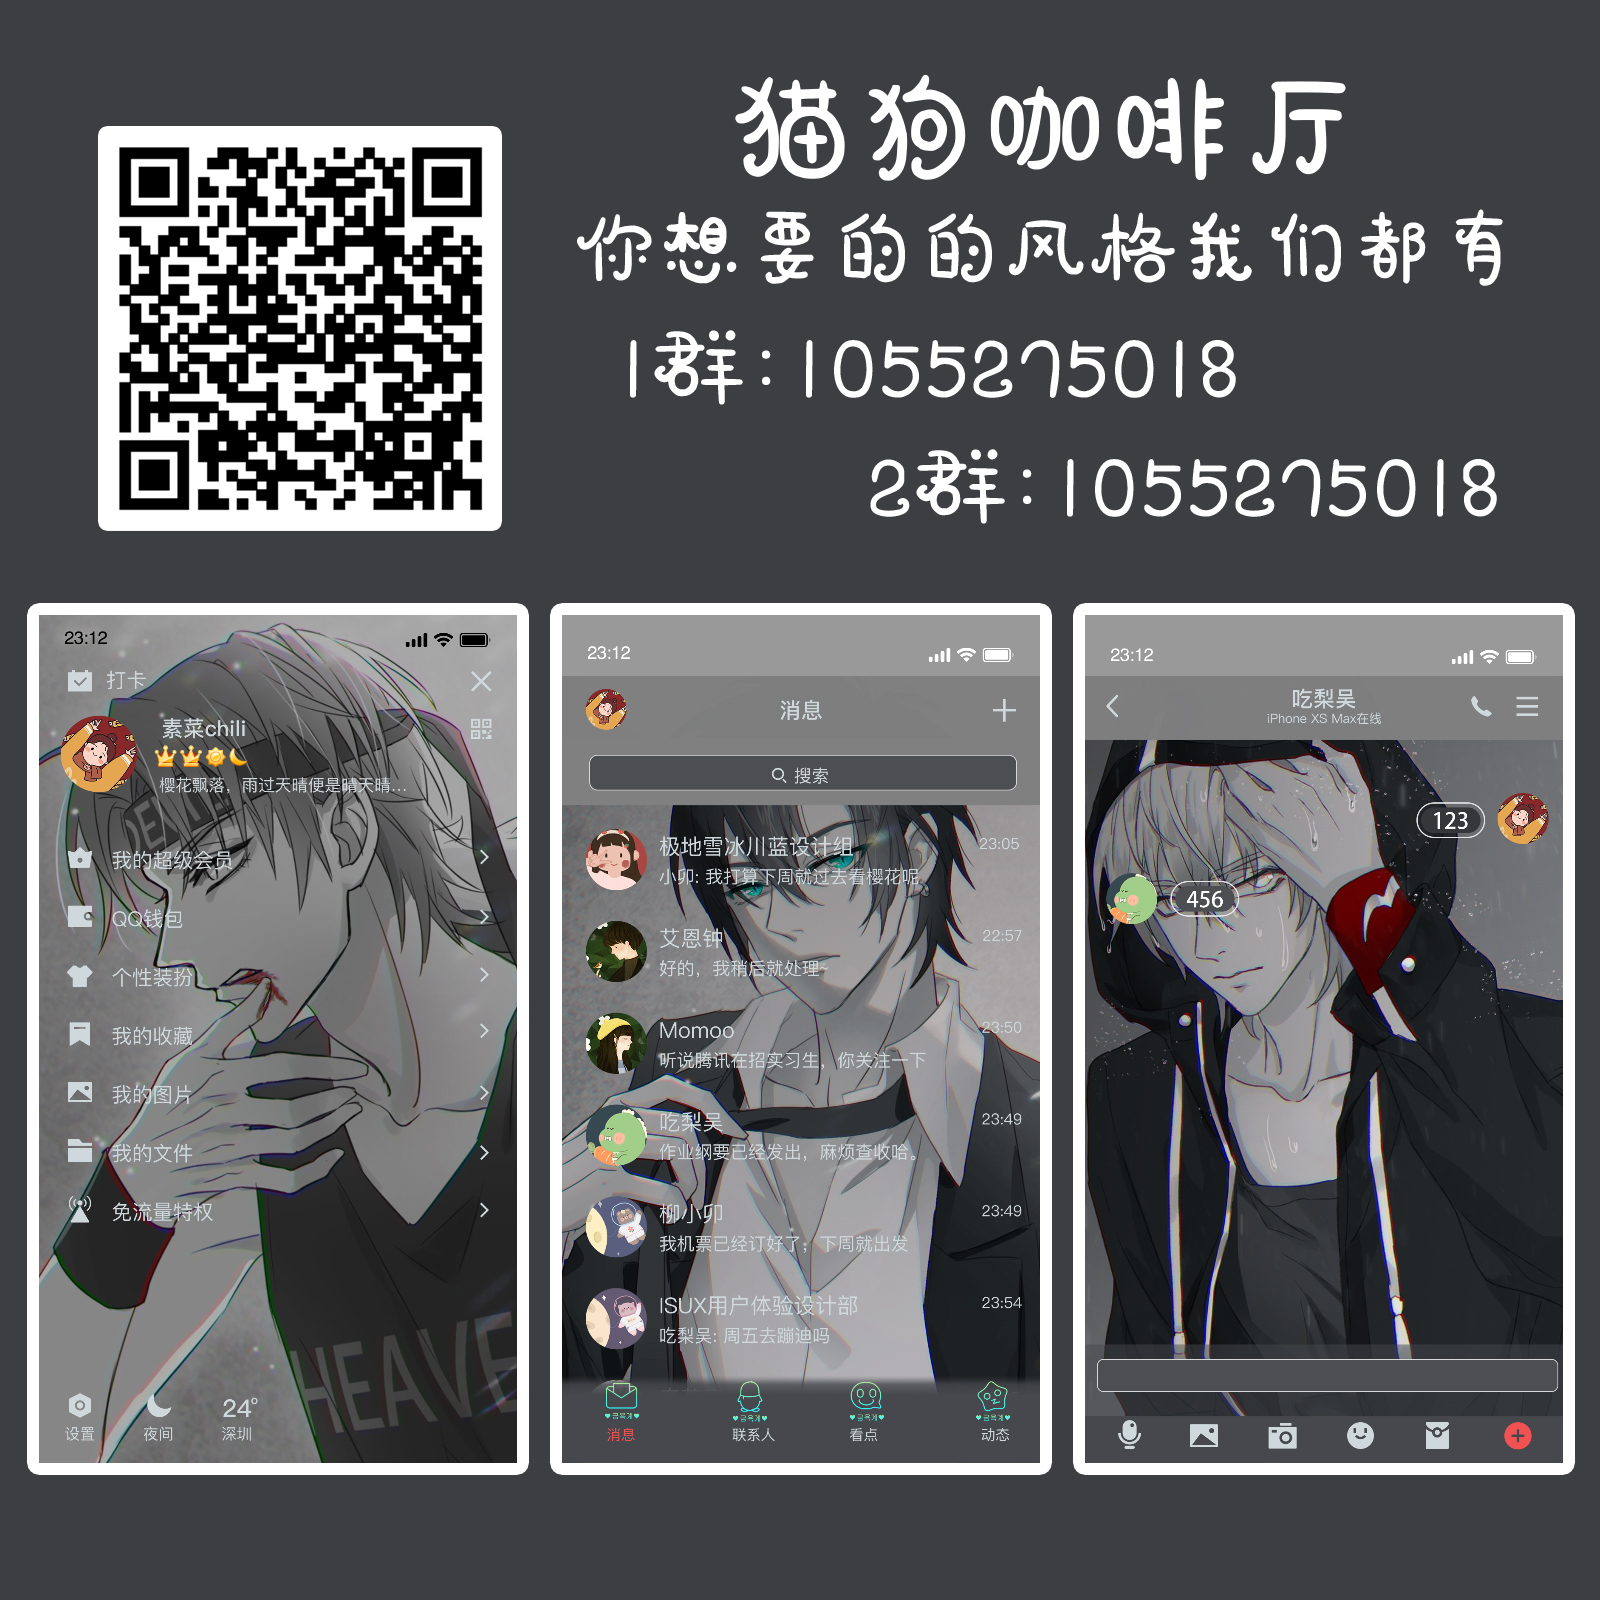 猫狗咖啡厅
你想要的的风格我们都有
1群:1055275018
2群:1055275018
23:12
打卡
素菜chili
樱花飘落，雨过天晴便是晴天晴...
DEATH
我的超级会员
QQ钱包
个性装扮
我的收藏
我的图片
我的文件
免流量特权
HEAVE
24°
设置 夜间 深圳
23:12
消息
搜索
极地雪冰川蓝设计组 23:05
小卯: 我打算下周就过去看樱花呢
艾恩钟 22:57
好的，我稍后就处理~
Momoo 23:50
听说腾讯在招实习生，你关注一下
吃梨吴 23:49
作业纲要已经发出，麻烦查收哈。
柳小卯 23:49
我机票已经订好了；下周就出发
ISUX用户体验设计部 23:54
吃梨吴: 周五去蹦迪吗
消息 联系人 看点 动态
23:12
吃梨吴
iPhone XS Max在线
123
456